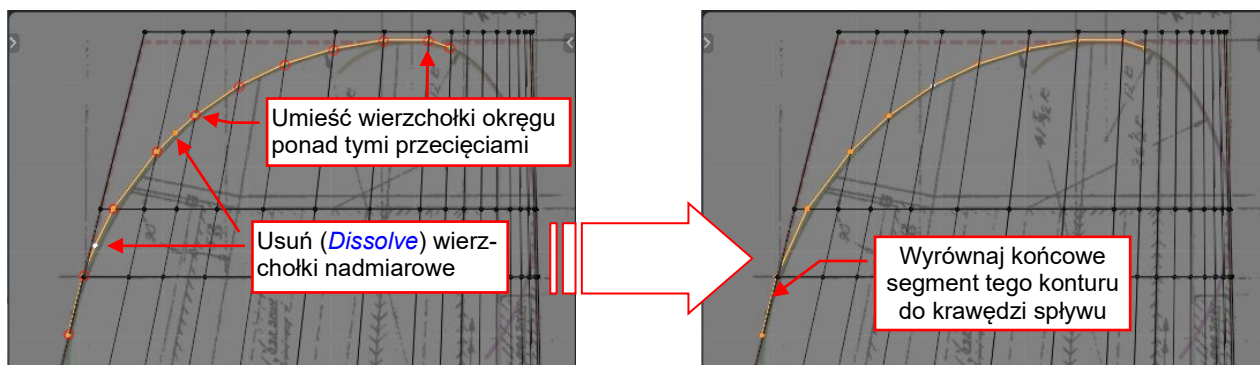 Umieść wierzchołki okręgu
ponad tymi przecięciami
Usuń (Dissolve) wierz-
chołki nadmiarowe
Wyrównaj końcowe
segment tego konturu
do krawędzi spływu